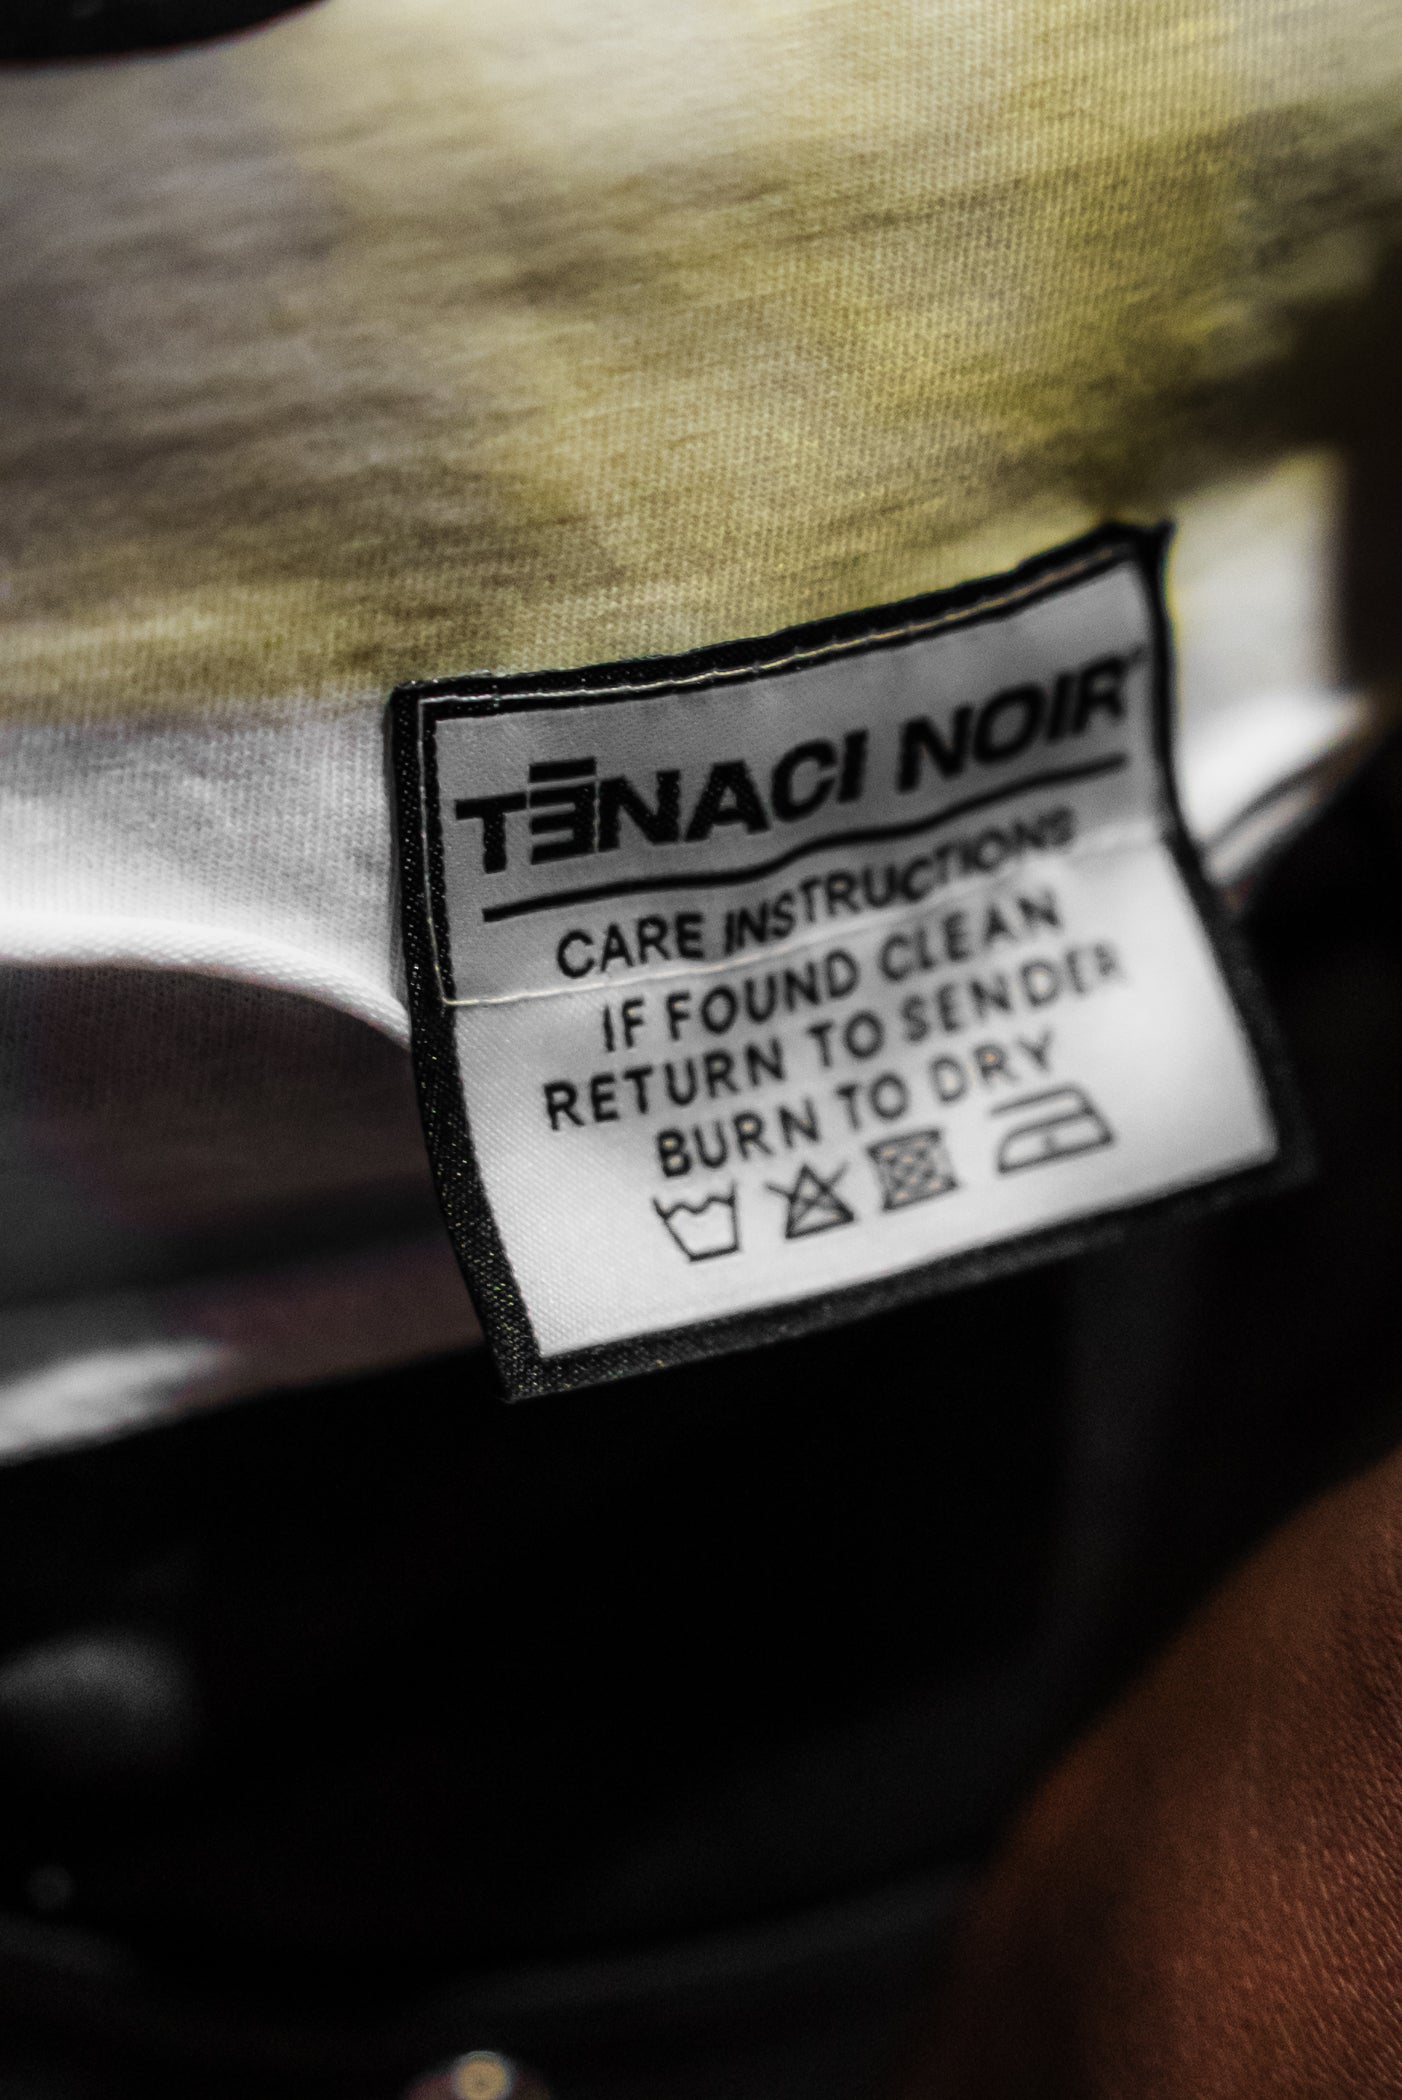 TĒNACI NOIR
CARE INSTRUCTIONS
IF FOUND CLEAN
RETURN TO SENDER
BURN TO DRY